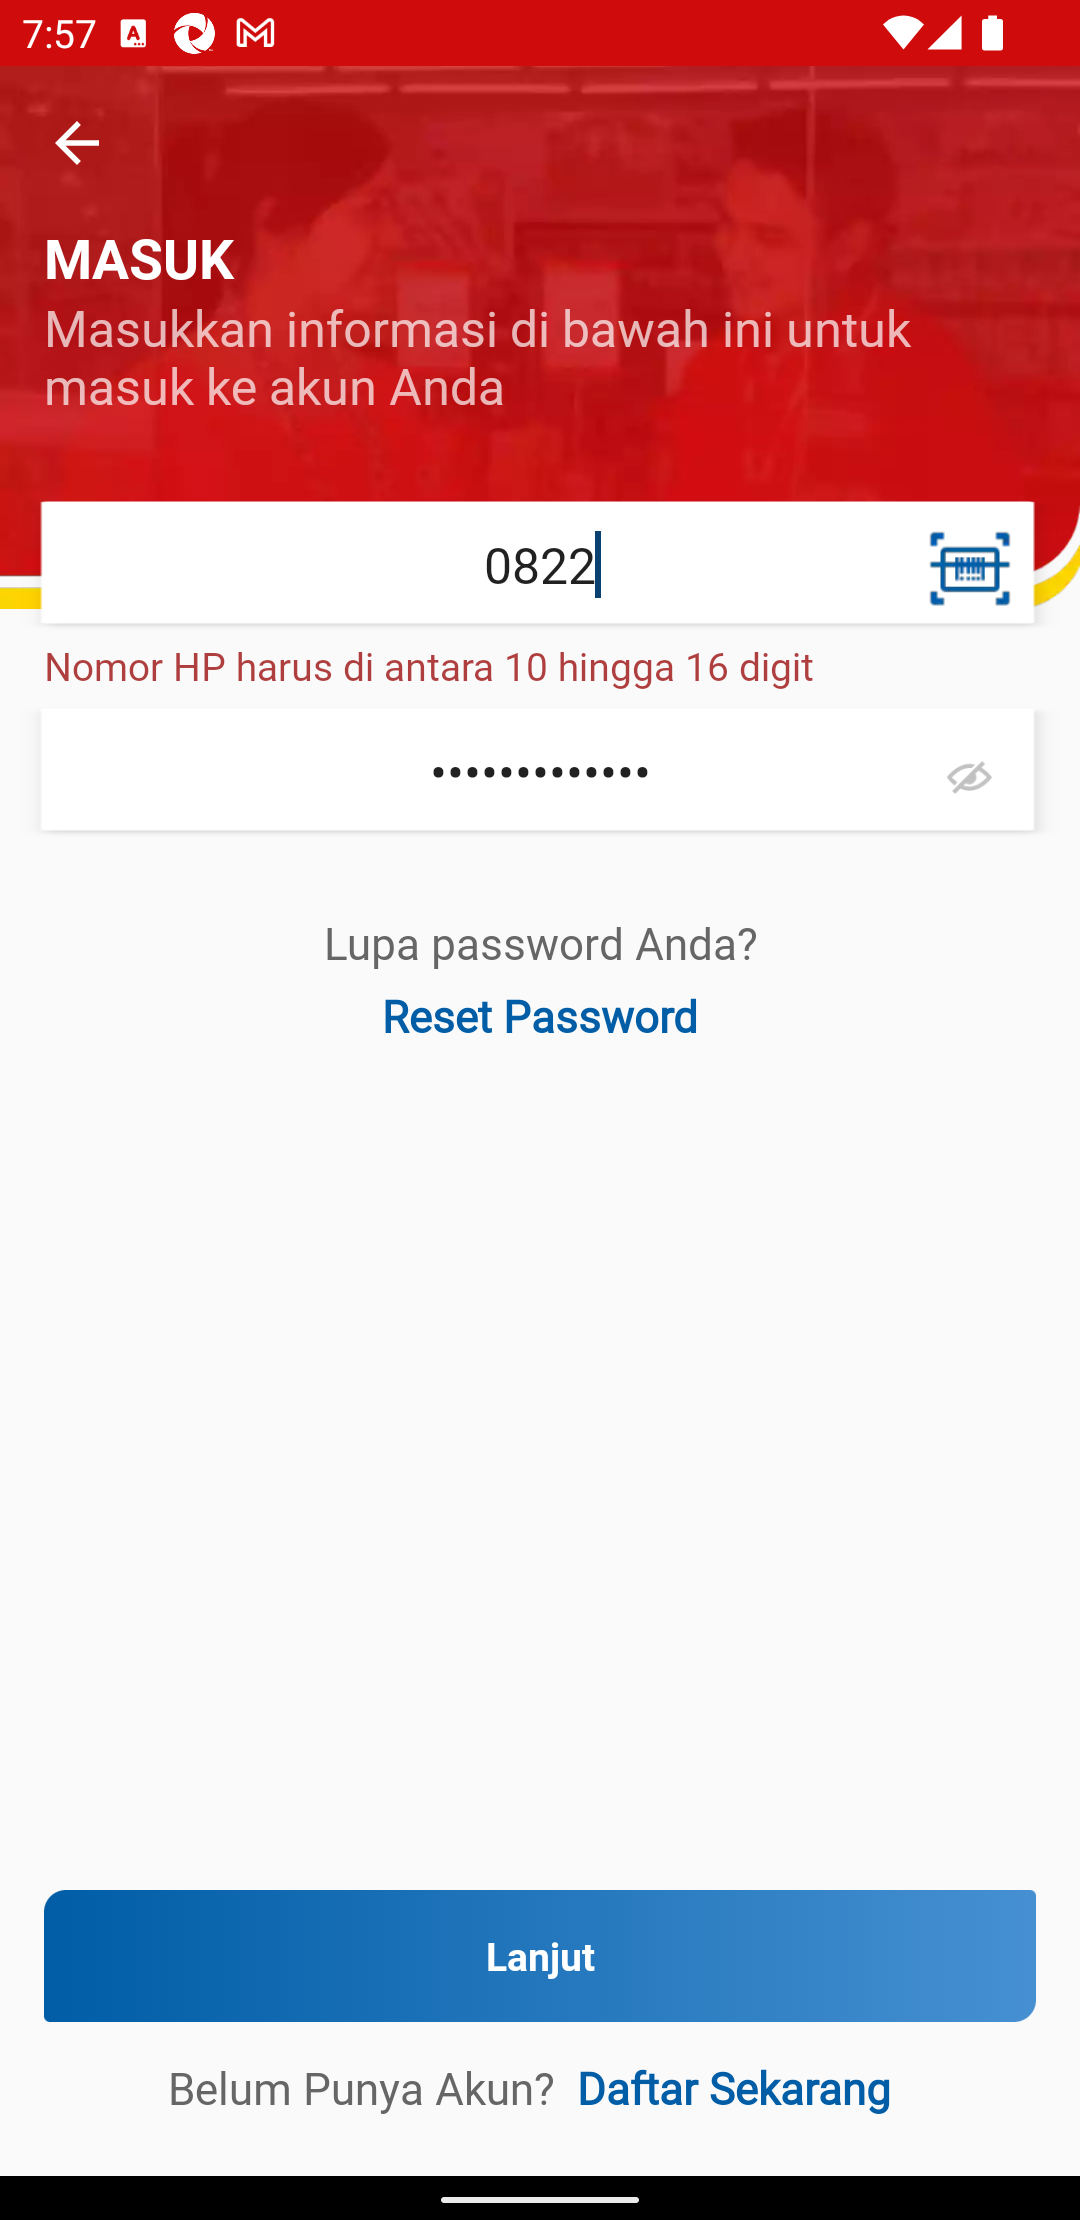 7:57
MASUK
Masukkan informasi di bawah ini untuk
masuk ke akun Anda
0822
Nomor HP harus di antara 10 hingga 16 digit
•••••••••••••
Lupa password Anda?
Reset Password
Lanjut
Belum Punya Akun? Daftar Sekarang